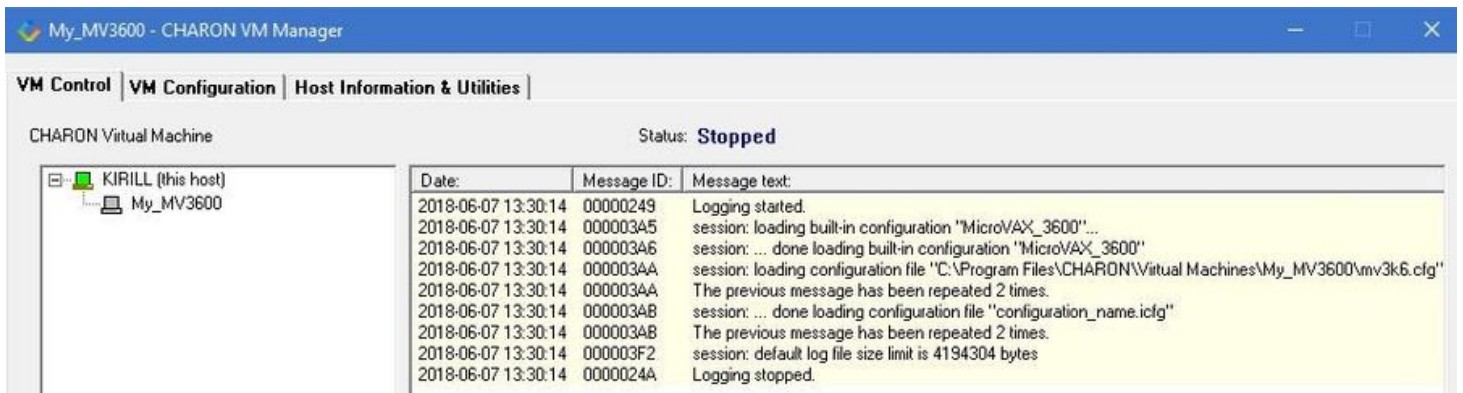 My_MV3600 - CHARON VM Manager
VM Control VM Configuration Host Information & Utilities
CHARON Virtual Machine Status: Stopped
KIRILL (this host)
My_MV3600
Date: Message ID: Message text:
2018-06-07 13:30:14 00000249 Logging started.
2018-06-07 13:30:14 000003A5 session: loading built-in configuration "MicroVAX_3600"...
2018-06-07 13:30:14 000003A6 session: ... done loading built-in configuration "MicroVAX_3600"
2018-06-07 13:30:14 000003AA session: loading configuration file "C:\Program Files\CHARON\Virtual Machines\My_MV3600\mv3k6.cfg"
2018-06-07 13:30:14 000003AA The previous message has been repeated 2 times.
2018-06-07 13:30:14 000003AB session: ... done loading configuration file "configuration_name.icfg"
2018-06-07 13:30:14 000003AB The previous message has been repeated 2 times.
2018-06-07 13:30:14 000003F2 session: default log file size limit is 4194304 bytes
2018-06-07 13:30:14 0000024A Logging stopped.